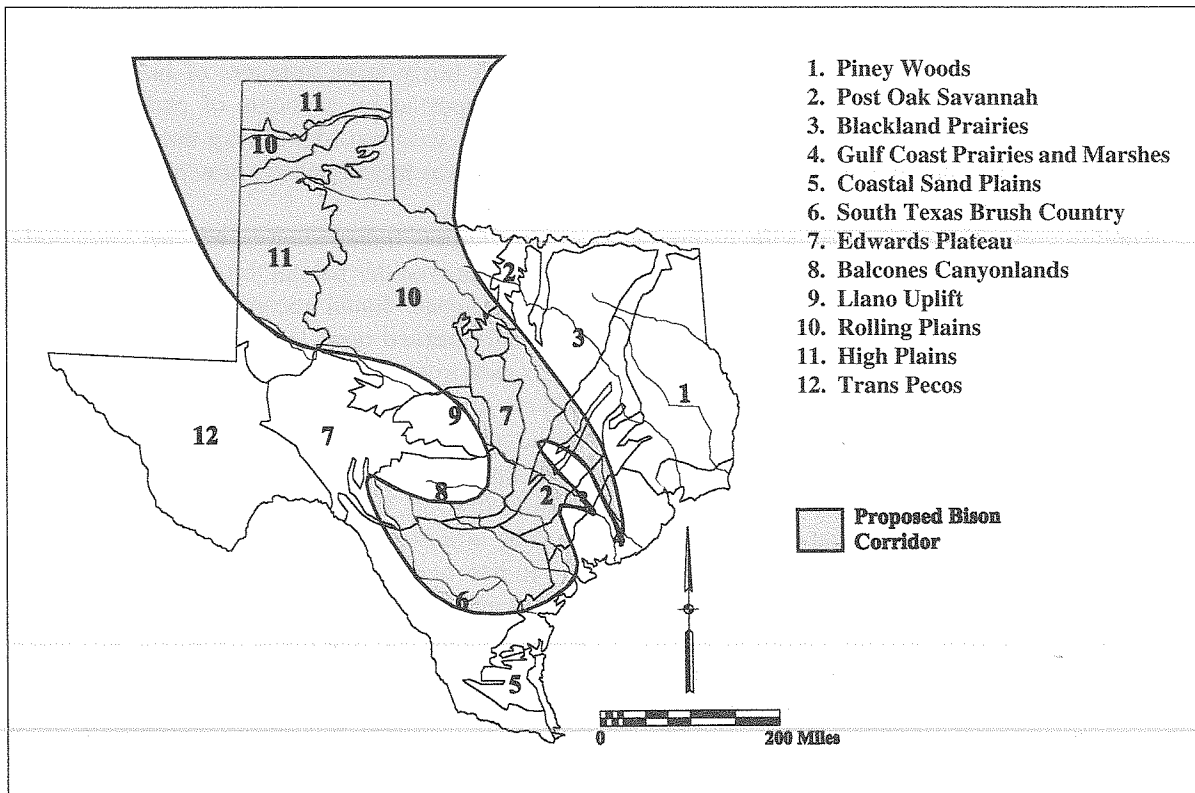 1. Piney Woods
2. Post Oak Savannah
3. Blackland Prairies
4. Gulf Coast Prairies and Marshes
5. Coastal Sand Plains
6. South Texas Brush Country
7. Edwards Plateau
8. Balcones Canyonlands
9. Llano Uplift
10. Rolling Plains
11. High Plains
12. Trans Pecos
Proposed Bison
Corridor
0 200 Miles
11
10
11
10
2
3
1
9
7
12
7
8
2
3
4
6
5